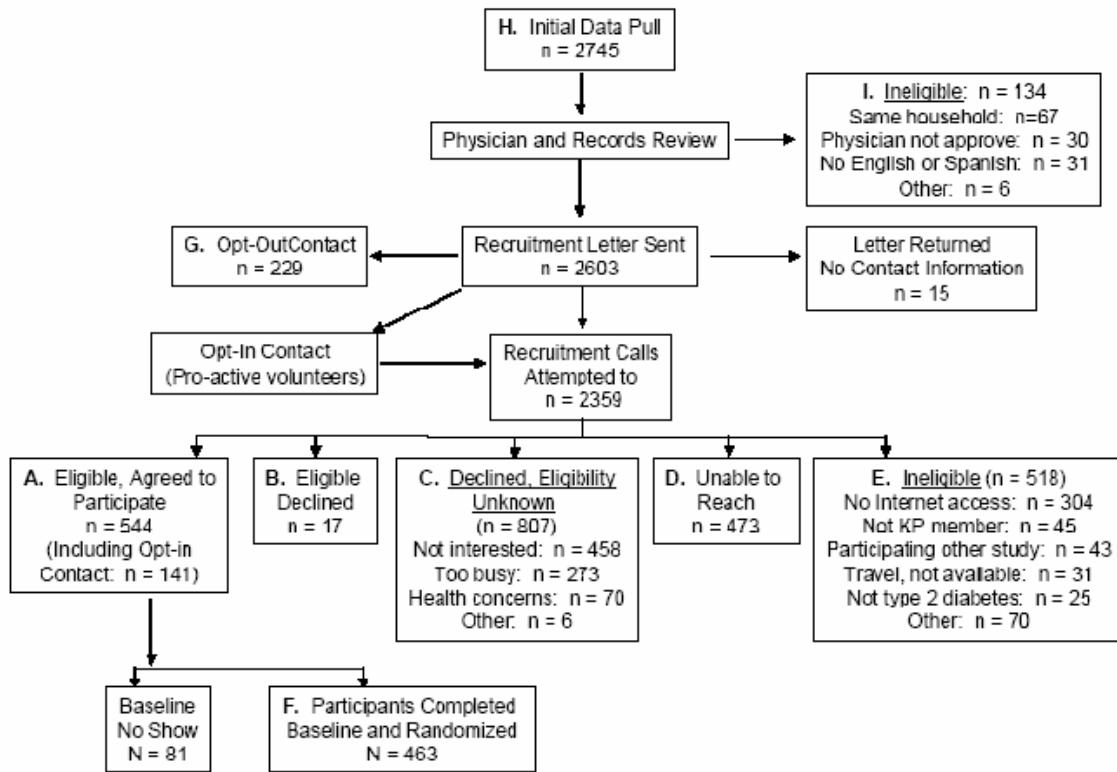 H. Initial Data Pull
n = 2745
I. Ineligible: n = 134
Same household: n=67
Physician not approve: n = 30
No English or Spanish: n = 31
Other: n = 6
Physician and Records Review
G. Opt-OutContact
n = 229
Recruitment Letter Sent
n = 2603
Letter Returned
No Contact Information
n = 15
Opt-In Contact
(Pro-active volunteers)
Recruitment Calls
Attempted to
n = 2359
A. Eligible, Agreed to
Participate
n = 544
(Including Opt-in
Contact: n = 141)
B. Eligible
Declined
n = 17
C. Declined, Eligibility
Unknown
(n = 807)
Not interested: n = 458
Too busy: n = 273
Health concerns: n = 70
Other: n = 6
D. Unable to
Reach
n = 473
E. Ineligible (n = 518)
No Internet access: n = 304
Not KP member: n = 45
Participating other study: n = 43
Travel, not available: n = 31
Not type 2 diabetes: n = 25
Other: n = 70
Baseline
No Show
N = 81
F. Participants Completed
Baseline and Randomized
N = 463